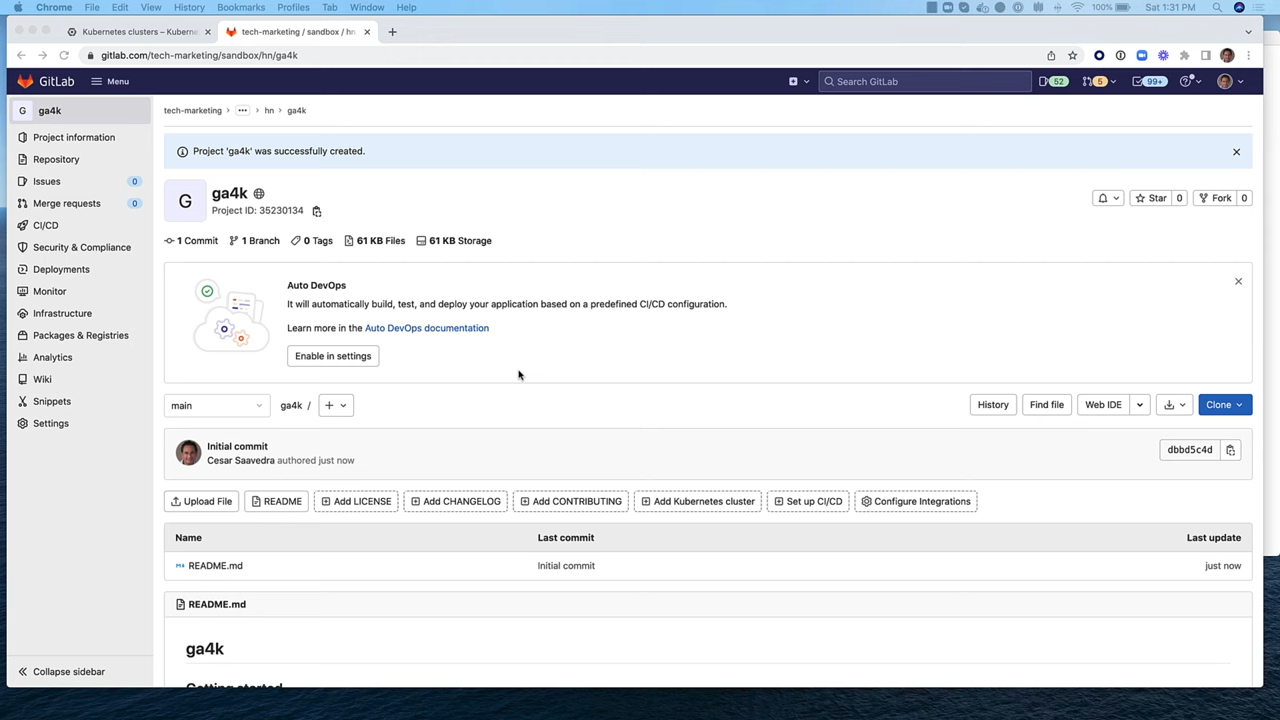 Chrome File Edit View History Bookmarks Profiles Tab Window Help 100% Sat 1:31 PM
Kubernetes clusters – Kuberne
tech-marketing / sandbox / hn
gitlab.com/tech-marketing/sandbox/hn/ga4k
GitLab Menu Search GitLab 52 5 99+
G ga4k
Project information
Repository
Issues 0
Merge requests 0
CI/CD
Security & Compliance
Deployments
Monitor
Infrastructure
Packages & Registries
Analytics
Wiki
Snippets
Settings
Collapse sidebar
tech-marketing › ••• › hn › ga4k
Project 'ga4k' was successfully created.
G
ga4k
Project ID: 35230134
Star 0 Fork 0
1 Commit 1 Branch 0 Tags 61 KB Files 61 KB Storage
Auto DevOps
It will automatically build, test, and deploy your application based on a predefined CI/CD configuration.
Learn more in the Auto DevOps documentation
Enable in settings
main ga4k / + History Find file Web IDE Clone
Initial commit
Cesar Saavedra authored just now
dbbd5c4d
Upload File README Add LICENSE Add CHANGELOG Add CONTRIBUTING Add Kubernetes cluster Set up CI/CD Configure Integrations
Name Last commit Last update
README.md Initial commit just now
README.md
ga4k
Getting started